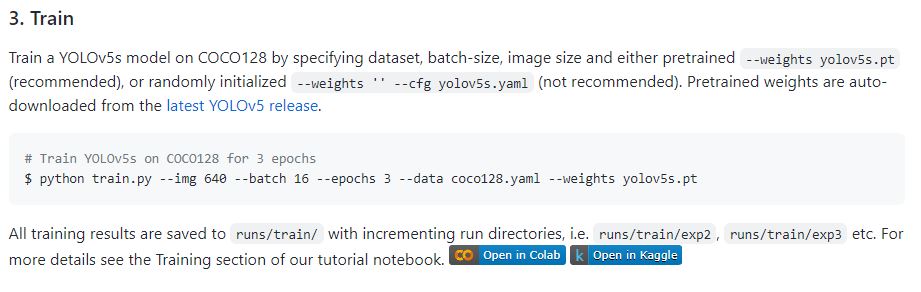 3. Train
Train a YOLOv5s model on COCO128 by specifying dataset, batch-size, image size and either pretrained --weights yolov5s.pt
(recommended), or randomly initialized --weights '' --cfg yolov5s.yaml (not recommended). Pretrained weights are auto-
downloaded from the latest YOLOv5 release.
# Train YOLOv5s on COCO128 for 3 epochs
$ python train.py --img 640 --batch 16 --epochs 3 --data coco128.yaml --weights yolov5s.pt
All training results are saved to runs/train/ with incrementing run directories, i.e. runs/train/exp2, runs/train/exp3 etc. For
more details see the Training section of our tutorial notebook. CO Open in Colab k Open in Kaggle